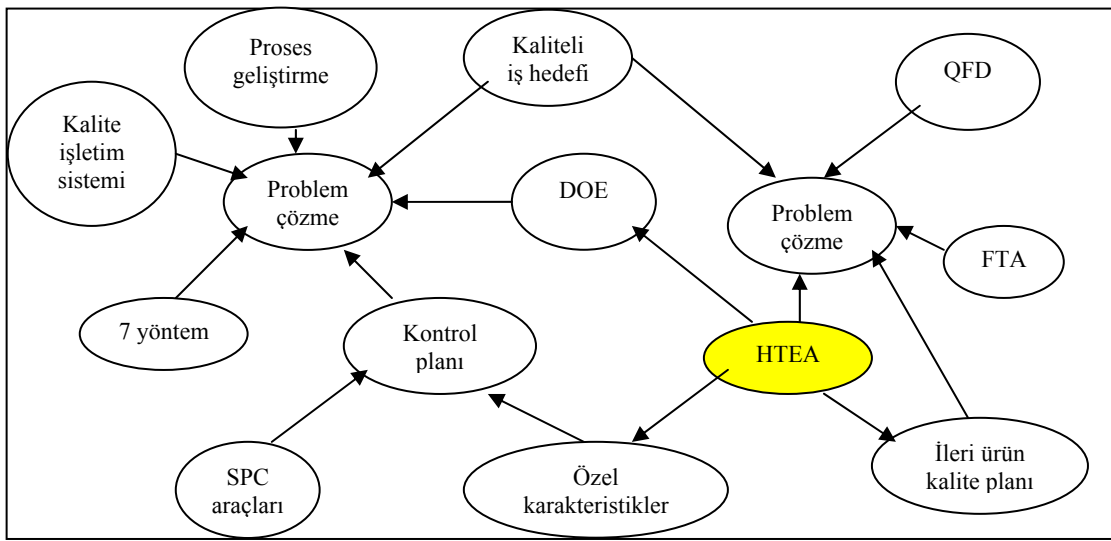 Proses
geliştirme
Kaliteli
iş hedefi
QFD
Kalite
işletim
sistemi
Problem
çözme
DOE
Problem
çözme
FTA
7 yöntem
Kontrol
planı
HTEA
SPC
araçları
Özel
karakteristikler
İleri ürün
kalite planı